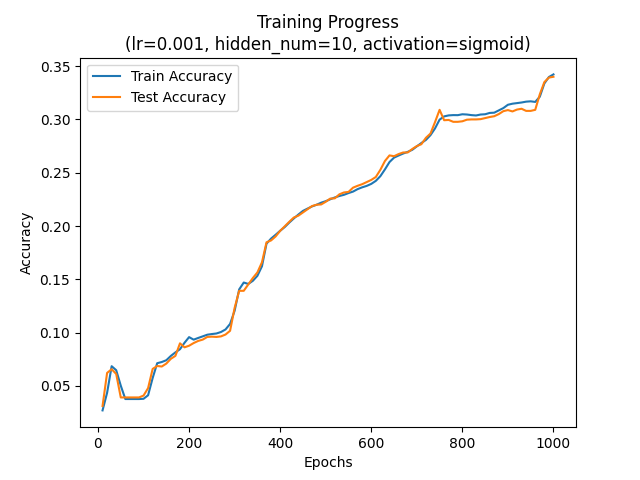 Training Progress
(lr=0.001, hidden_num=10, activation=sigmoid)
Train Accuracy
Test Accuracy
0.35
0.30
0.25
0.20
0.15
0.10
0.05
Accuracy
0
200
400
600
800
1000
Epochs